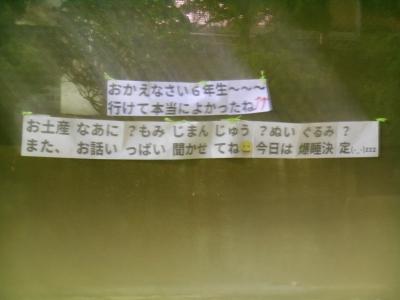 おかえなさい6年生～～～
行けて本当によかったね‼
お土産 なあに ?もみ じまん じゅう ?ぬい ぐるみ ?
また、 お話い っぱい 聞かせ てね😀今日は 爆睡決 定(-_-)zzz